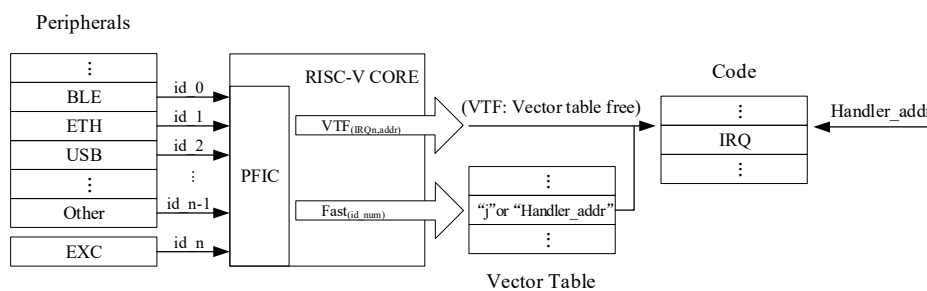 Peripherals
⋮
BLE
ETH
USB
⋮
Other
EXC
id_0
id_1
id_2
⋮
id_n-1
id_n
RISC-V CORE
PFIC
VTF(IRQn,addr)
Fast(id_num)
(VTF: Vector table free)
⋮
“j”or “Handler_addr”
⋮
Vector Table
Code
⋮
IRQ
⋮
Handler_addr